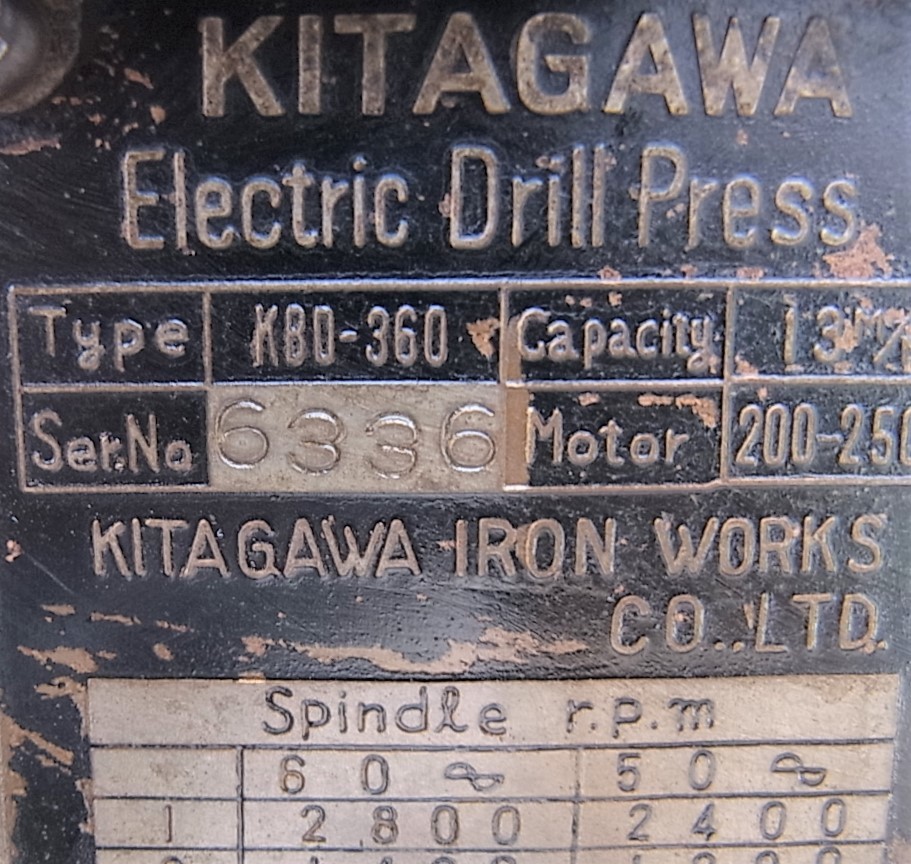 KITAGAWA
Electric Drill Press
Type KBD-360 Capacity 13 m/m
Ser.No 6336 Motor 200-250
KITAGAWA IRON WORKS
CO.,LTD.
Spindle r.p.m
60 ~ 50 ~
1 2800 2400